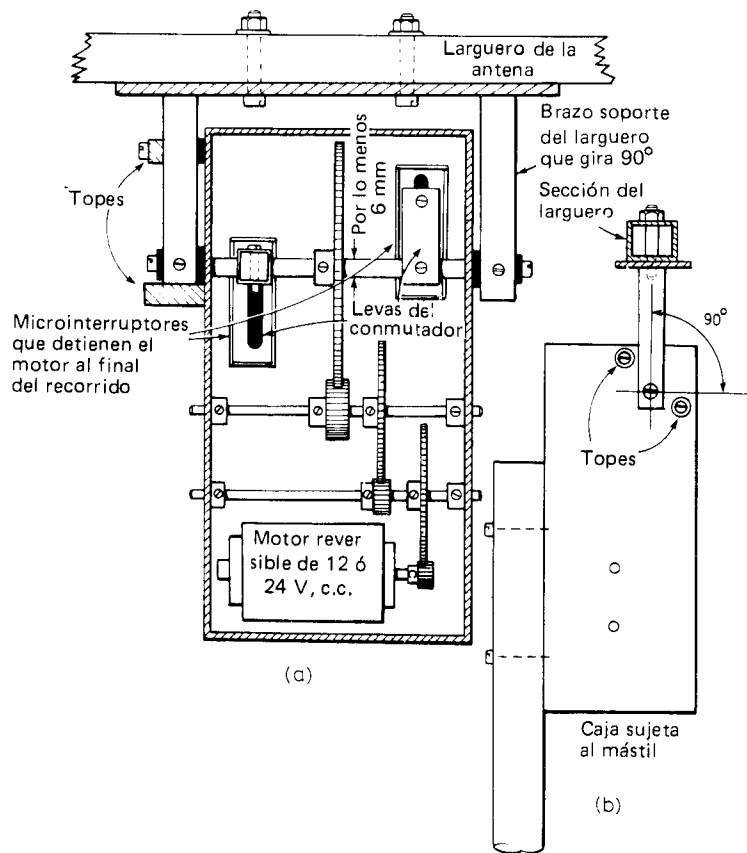 Larguero de la
antena
Brazo soporte
del larguero
que gira 90°
Sección del
larguero
Topes
Por lo menos
6 mm
Levas del
conmutador
Microinterruptores
que detienen el
motor al final
del recorrido
90°
Topes
Motor rever
sible de 12 ó
24 V, c.c.
(a)
Caja sujeta
al mástil
(b)